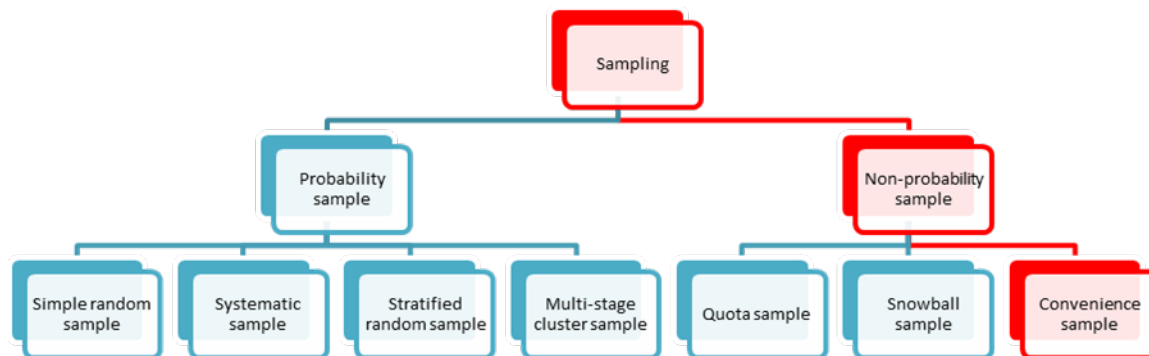 Sampling
Probability
sample
Non-probability
sample
Simple random
sample
Systematic
sample
Stratified
random sample
Multi-stage
cluster sample
Quota sample
Snowball
sample
Convenience
sample